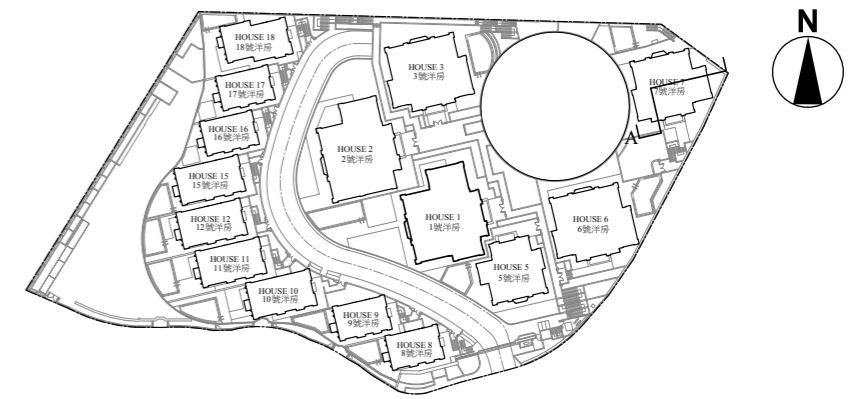 N
HOUSE 18
18號洋房
HOUSE 3
3號洋房
HOUSE 7
7號洋房
HOUSE 17
17號洋房
HOUSE 16
16號洋房
A
HOUSE 2
2號洋房
HOUSE 15
15號洋房
HOUSE 12
12號洋房
HOUSE 1
1號洋房
HOUSE 6
6號洋房
HOUSE 11
11號洋房
HOUSE 5
5號洋房
HOUSE 10
10號洋房
HOUSE 9
9號洋房
HOUSE 8
8號洋房